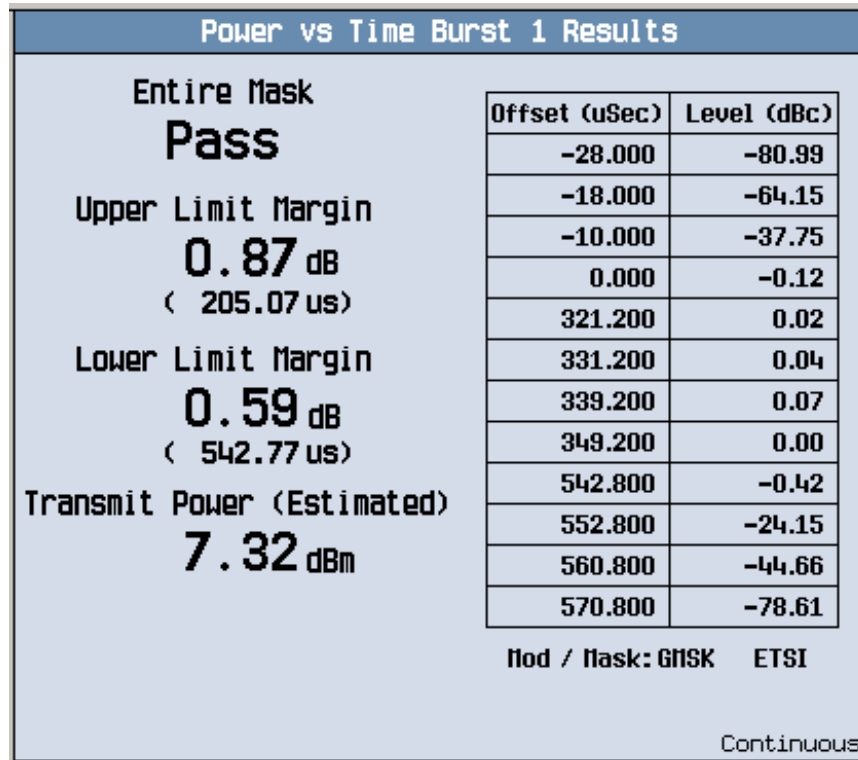 Power vs Time Burst 1 Results
Entire Mask
Pass
Upper Limit Margin
0.87 dB
( 205.07 us)
Lower Limit Margin
0.59 dB
( 542.77 us)
Transmit Power (Estimated)
7.32 dBm
Offset (uSec) Level (dBc)
-28.000 -80.99
-18.000 -64.15
-10.000 -37.75
0.000 -0.12
321.200 0.02
331.200 0.04
339.200 0.07
349.200 0.00
542.800 -0.42
552.800 -24.15
560.800 -44.66
570.800 -78.61
Mod / Mask: GMSK ETSI
Continuous